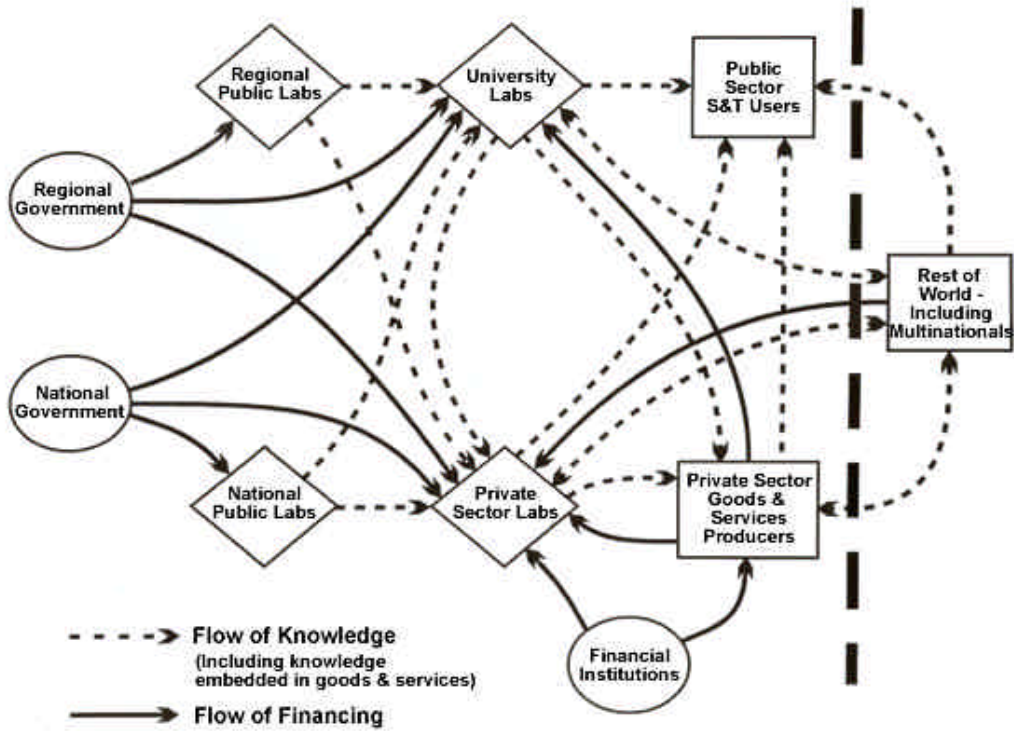 Regional
Public Labs
University
Labs
Public
Sector
S&T Users
Regional
Government
Rest of
World -
Including
Multinationals
National
Government
National
Public Labs
Private
Sector Labs
Private Sector
Goods &
Services
Producers
Financial
Institutions
Flow of Knowledge
(Including knowledge
embedded in goods & services)
Flow of Financing